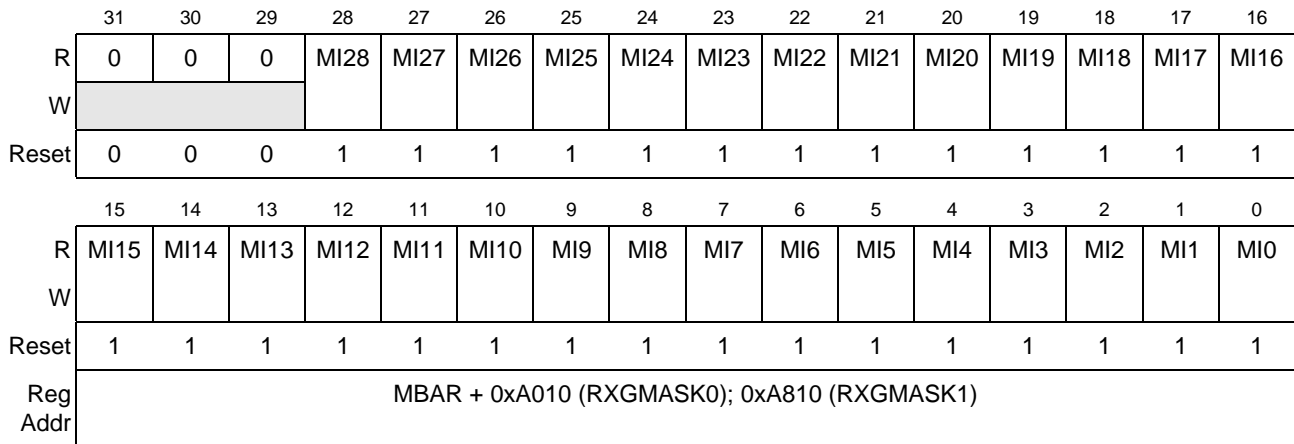 31 30 29 28 27 26 25 24 23 22 21 20 19 18 17 16
R 0 0 0 MI28 MI27 MI26 MI25 MI24 MI23 MI22 MI21 MI20 MI19 MI18 MI17 MI16
W
Reset 0 0 0 1 1 1 1 1 1 1 1 1 1 1 1 1
15 14 13 12 11 10 9 8 7 6 5 4 3 2 1 0
R MI15 MI14 MI13 MI12 MI11 MI10 MI9 MI8 MI7 MI6 MI5 MI4 MI3 MI2 MI1 MI0
W
Reset 1 1 1 1 1 1 1 1 1 1 1 1 1 1 1 1
Reg Addr MBAR + 0xA010 (RXGMASK0); 0xA810 (RXGMASK1)